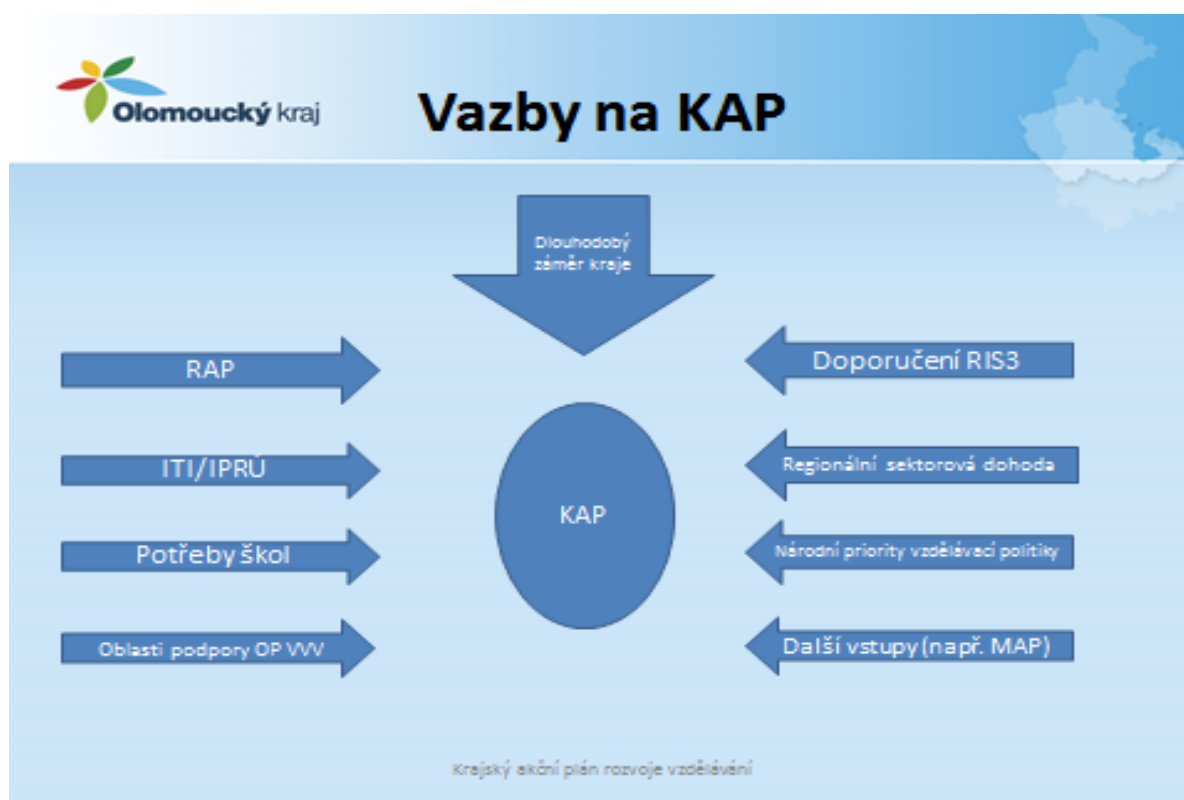 Olomoucký kraj
Vazby na KAP
Dlouhodobý
záměr kraje
RAP
Doporučení RIS3
ITI/IPRÚ
Regionální sektorová dohoda
KAP
Potřeby škol
Národní priority vzdělávací politiky
Oblasti podpory OP VVV
Další vstupy (např. MAP)
Krajský akční plán rozvoje vzdělávání